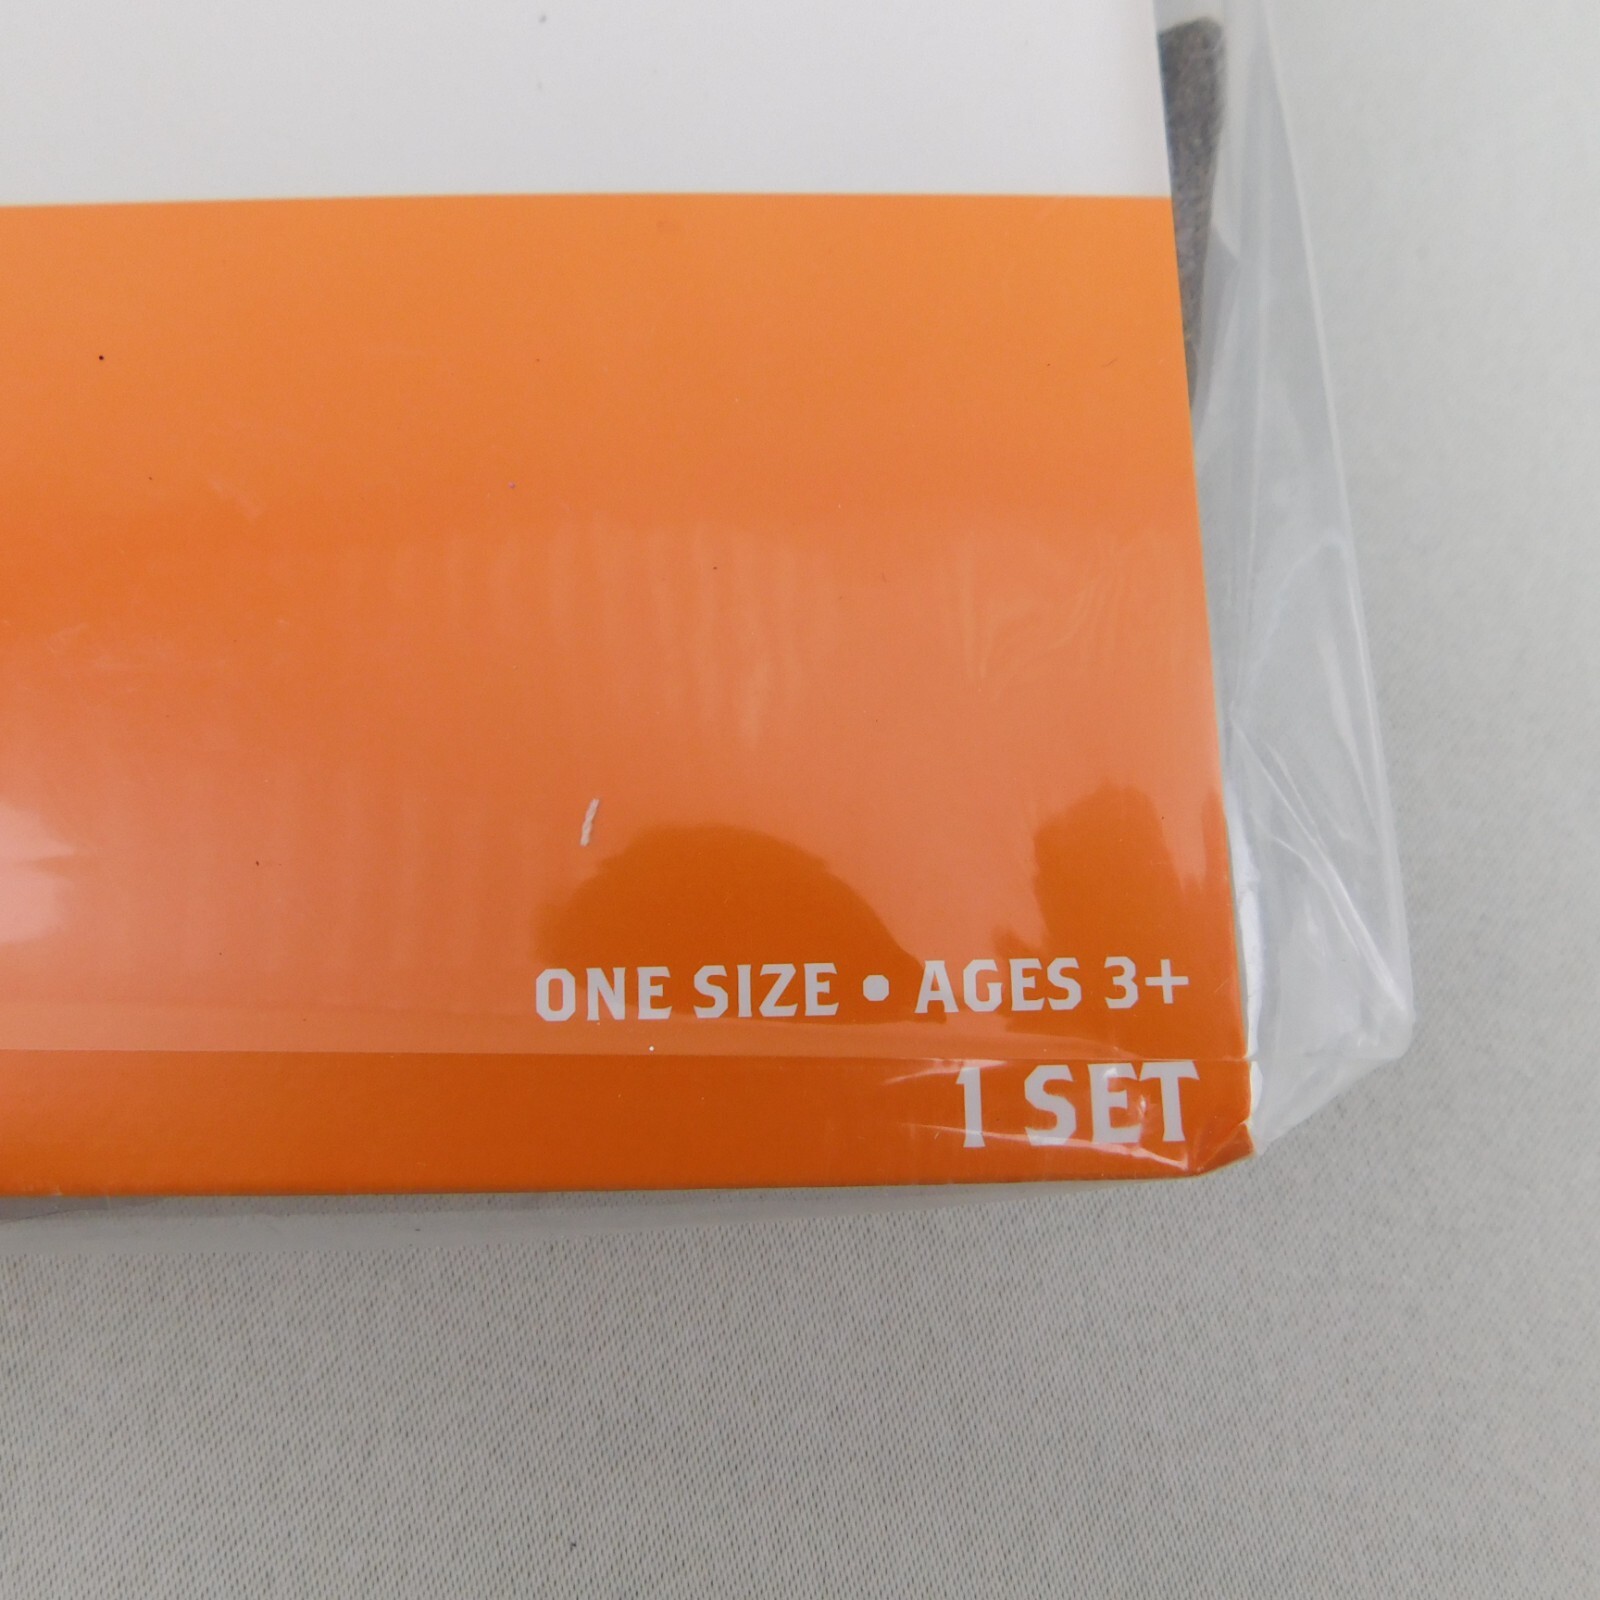 ONE SIZE • AGES 3+
1 SET